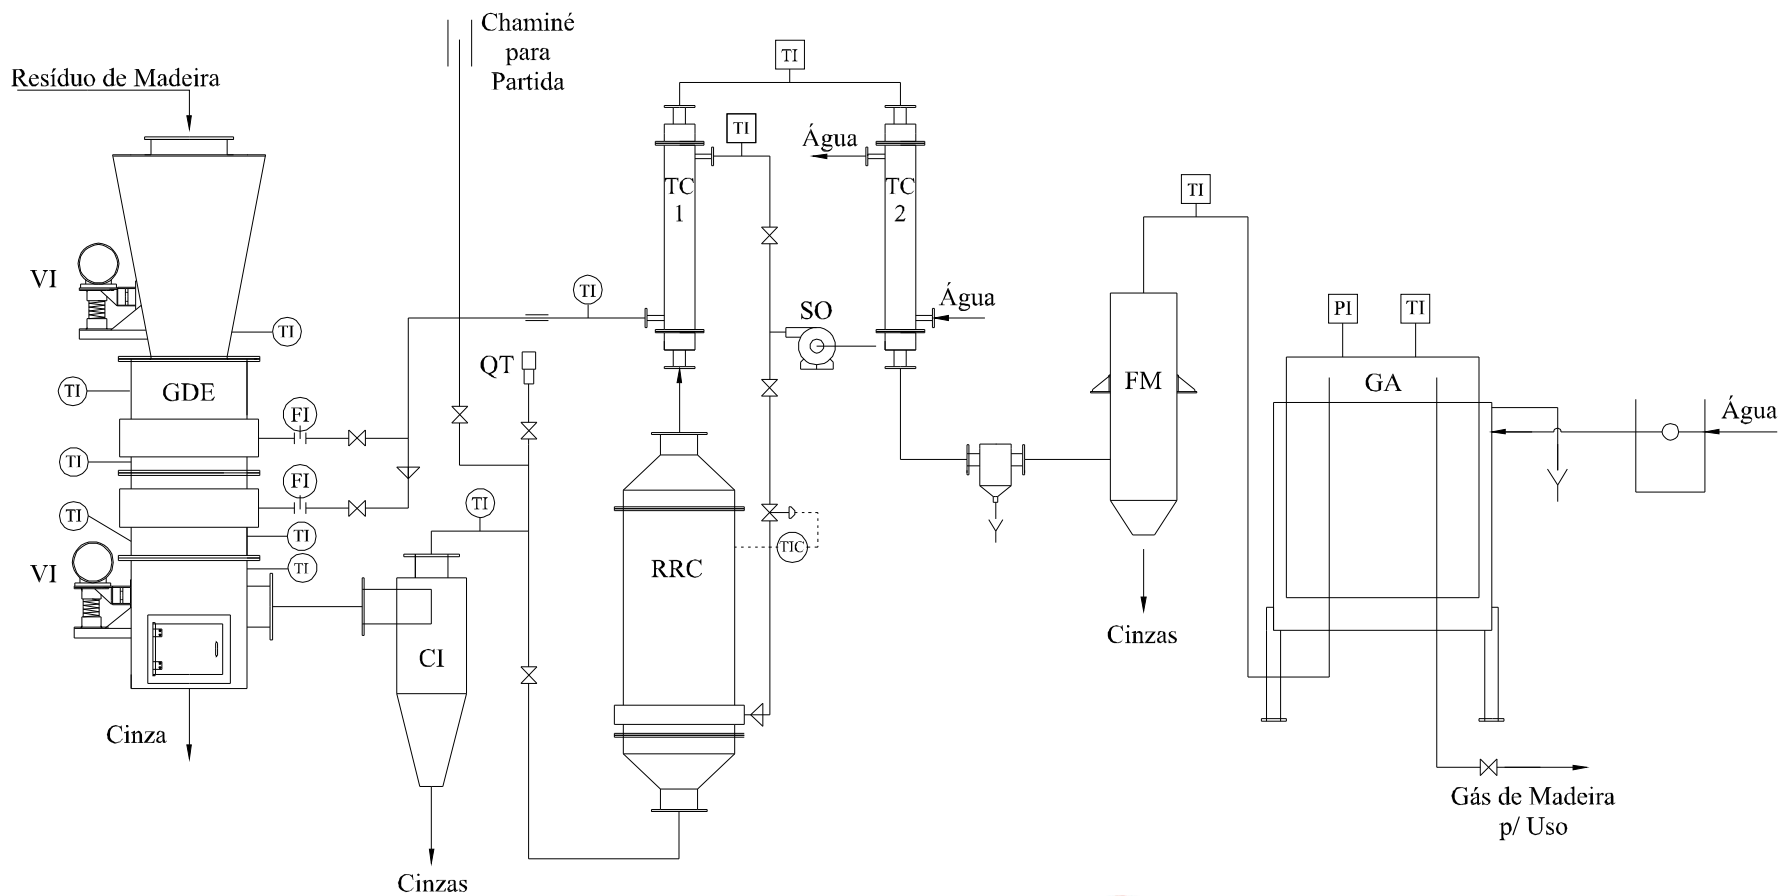 Chaminé
para
Partida
Resíduo de Madeira
TI
TI
Água
TC
1
TC
2
TI
VI
TI
TI
SO
Água
PI
TI
TI
QT
GDE
FM
GA
FI
Água
TI
FI
TI
TI
TI
TIC
VI
TI
RRC
Cinzas
CI
Cinza
Gás de Madeira
p/ Uso
Cinzas